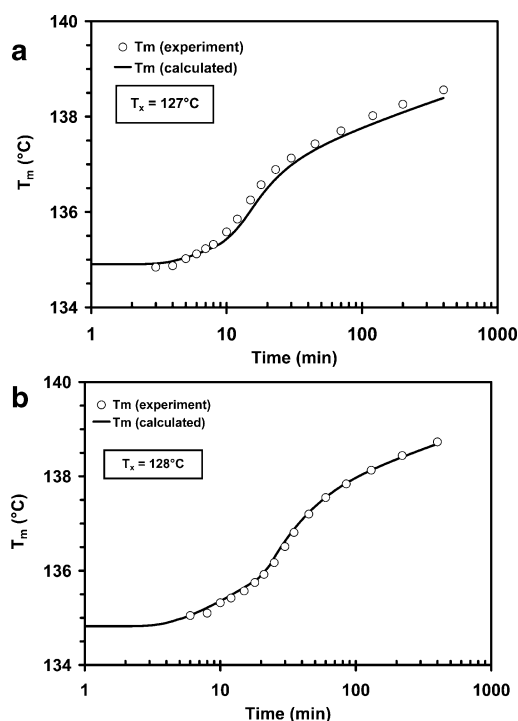 a
140
138
136
134
Tm (°C)
Tm (experiment)
Tm (calculated)
Tx = 127°C
1 10 100 1000
Time (min)
b
140
138
136
134
Tm (°C)
Tm (experiment)
Tm (calculated)
Tx = 128°C
1 10 100 1000
Time (min)